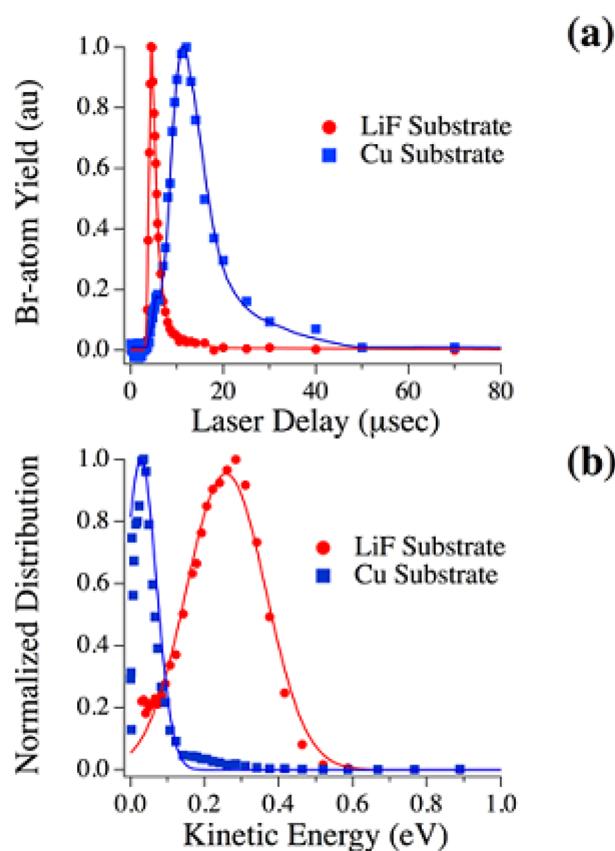 (a)
Br-atom Yield (au)
1.0
0.8
0.6
0.4
0.2
0.0
LiF Substrate
Cu Substrate
0 20 40 60 80
Laser Delay (μsec)
(b)
Normalized Distribution
1.0
0.8
0.6
0.4
0.2
0.0
LiF Substrate
Cu Substrate
0.0 0.2 0.4 0.6 0.8 1.0
Kinetic Energy (eV)